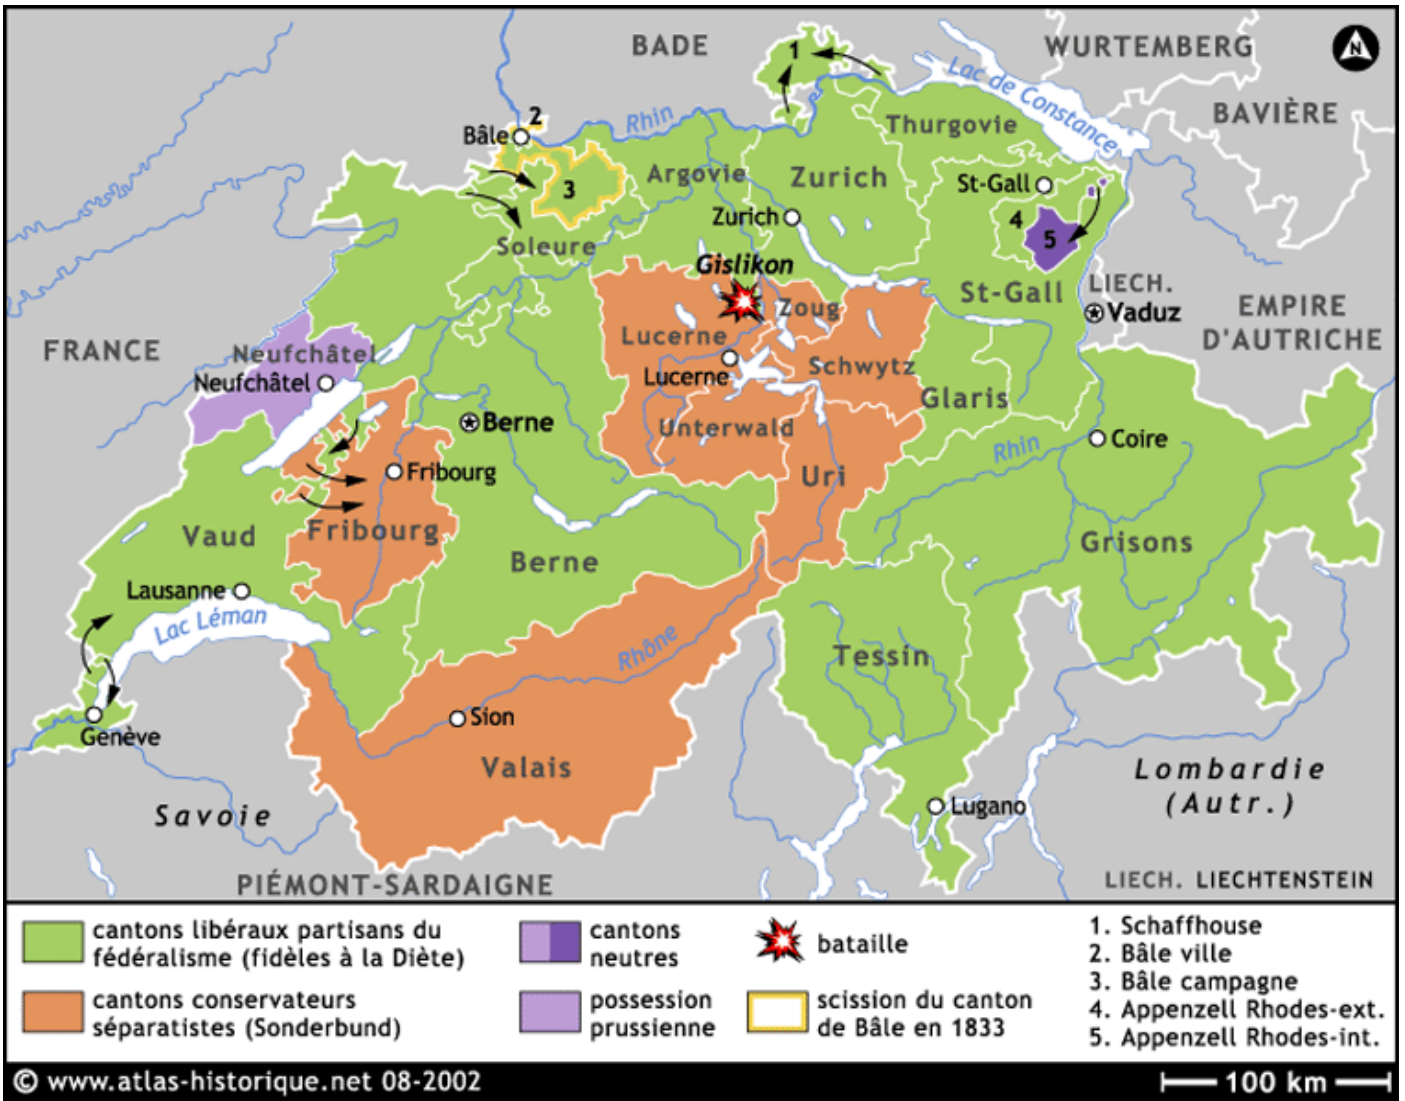 BADE
WURTEMBERG
N
1
Lac de Constance
BAVIÈRE
2
Rhin
Bâle
Thurgovie
3
Argovie
Zurich
St-Gall
Zurich
4
5
Soleure
Gislikon
St-Gall
LIECH.
Zoug
Vaduz
EMPIRE
D'AUTRICHE
FRANCE
Neufchâtel
Neufchâtel
Lucerne
Lucerne
Schwytz
Glaris
Berne
Unterwald
Rhin
Coire
Fribourg
Uri
Fribourg
Vaud
Berne
Grisons
Lausanne
Lac Léman
Rhône
Tessin
Sion
Genève
Valais
Lombardie
(Autr.)
Savoie
Lugano
PIÉMONT-SARDAIGNE
LIECH. LIECHTENSTEIN
cantons libéraux partisans du
fédéralisme (fidèles à la Diète)
cantons conservateurs
séparatistes (Sonderbund)
cantons
neutres
possession
prussienne
bataille
scission du canton
de Bâle en 1833
1. Schaffhouse
2. Bâle ville
3. Bâle campagne
4. Appenzell Rhodes-ext.
5. Appenzell Rhodes-int.
© www.atlas-historique.net 08-2002
100 km